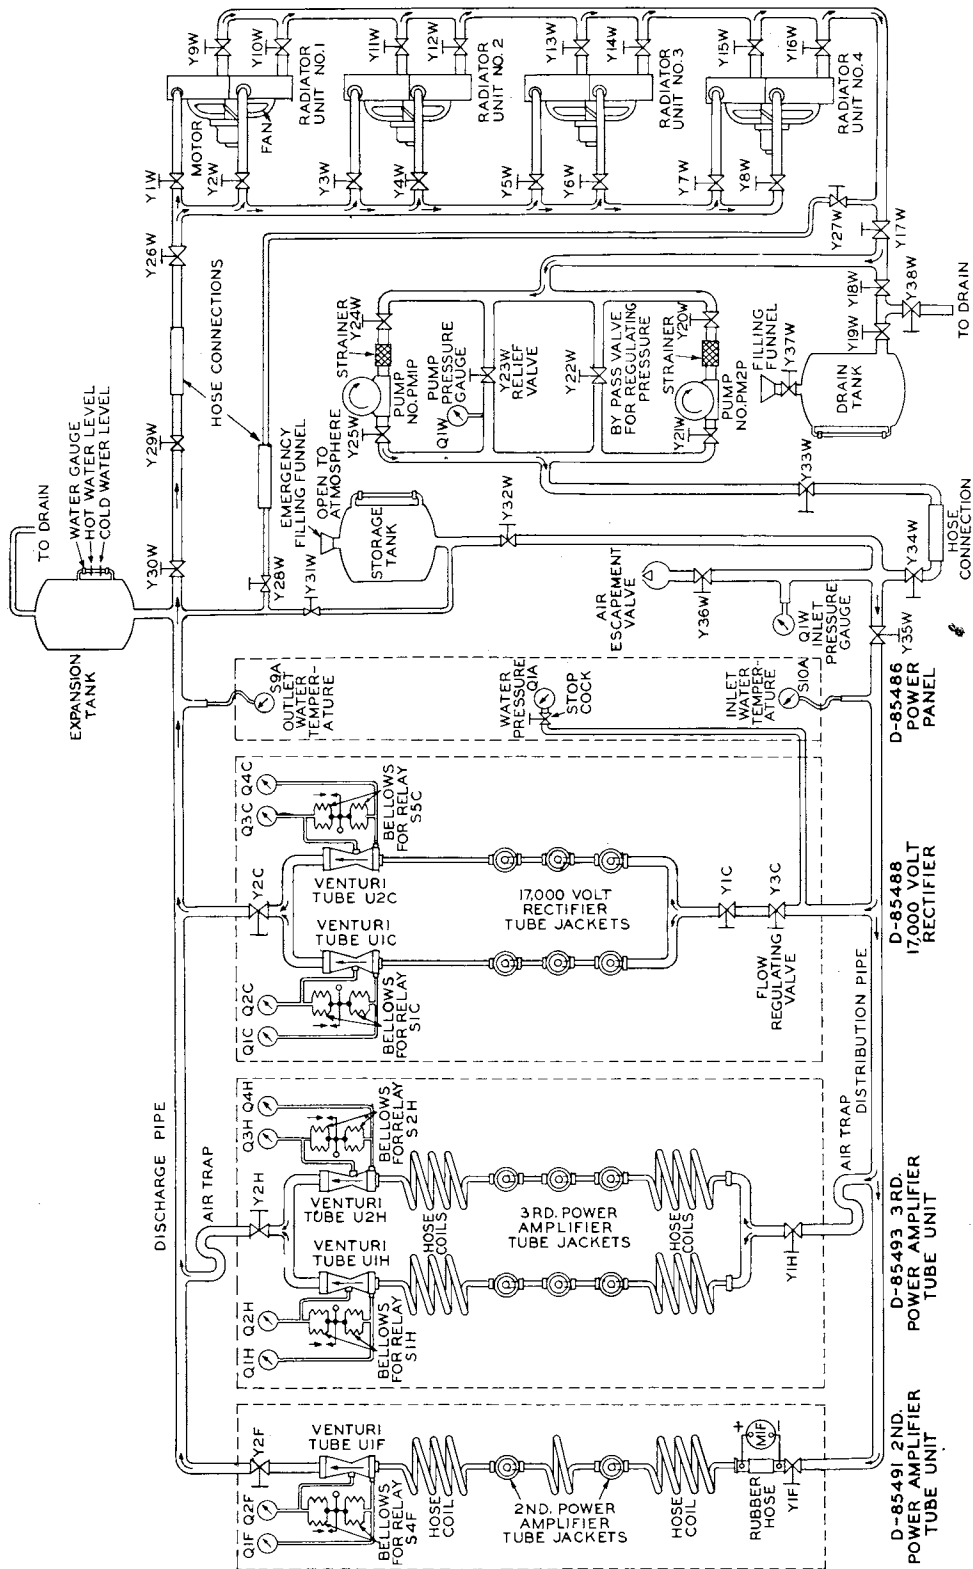 TO DRAIN
WATER GAUGE
HOT WATER LEVEL
COLD WATER LEVEL
EXPANSION
TANK
Y30W
Y29W
HOSE CONNECTIONS
Y26W
Y1W
MOTOR
Y2W
FAN
Y9W
Y10W
RADIATOR
UNIT NO.1
Y3W
Y4W
Y11W
Y12W
RADIATOR
UNIT NO.2
Y5W
Y6W
Y13W
Y14W
RADIATOR
UNIT NO.3
Y7W
Y8W
Y15W
Y16W
RADIATOR
UNIT NO.4
Y27W
Y17W
Y28W
Y31W
EMERGENCY
FILLING FUNNEL
OPEN TO
ATMOSPHERE
STORAGE
TANK
Y32W
STRAINER
Y24W
PUMP
NO.PM1P
Y25W
PUMP
PRESSURE
GAUGE
Q1W
Y23W
RELIEF
VALVE
Y22W
BY PASS VALVE
FOR REGULATING
PRESSURE
STRAINER
Y20W
PUMP
NO.PM2P
Y21W
FILLING
FUNNEL
Y37W
DRAIN
TANK
Y19W
Y18W
Y38W
TO DRAIN
Y33W
HOSE
CONNECTION
Y34W
AIR
ESCAPEMENT
VALVE
Y36W
Q1W
INLET
PRESSURE
GAUGE
Y35W
S9A
OUTLET
WATER
TEMPER-
ATURE
WATER
PRESSURE
Q1A
STOP
COCK
INLET
WATER
TEMPER-
ATURE
S10A
D-85486
POWER
PANEL
DISCHARGE PIPE
AIR TRAP
Y2C
Q1C
Q2C
Q3C
Q4C
BELLOWS
FOR RELAY
S1C
VENTURI
TUBE U1C
VENTURI
TUBE U2C
BELLOWS
FOR RELAY
S5C
17,000 VOLT
RECTIFIER
TUBE JACKETS
Y1C
Y3C
FLOW
REGULATING
VALVE
D-85488
17,000 VOLT
RECTIFIER
Y2H
Q1H
Q2H
Q3H
Q4H
BELLOWS
FOR RELAY
S1H
VENTURI
TUBE U1H
VENTURI
TUBE U2H
BELLOWS
FOR RELAY
S2H
HOSE
COILS
3RD. POWER
AMPLIFIER
TUBE JACKETS
HOSE
COILS
Y1H
AIR TRAP
DISTRIBUTION PIPE
D-85493 3RD.
POWER AMPLIFIER
TUBE UNIT
Y2F
Q1F
Q2F
BELLOWS
FOR RELAY
S4F
VENTURI
TUBE U1F
HOSE
COIL
2ND. POWER
AMPLIFIER
TUBE JACKETS
HOSE
COIL
RUBBER
HOSE
+
M1F
-
Y1F
D-85491 2ND.
POWER AMPLIFIER
TUBE UNIT